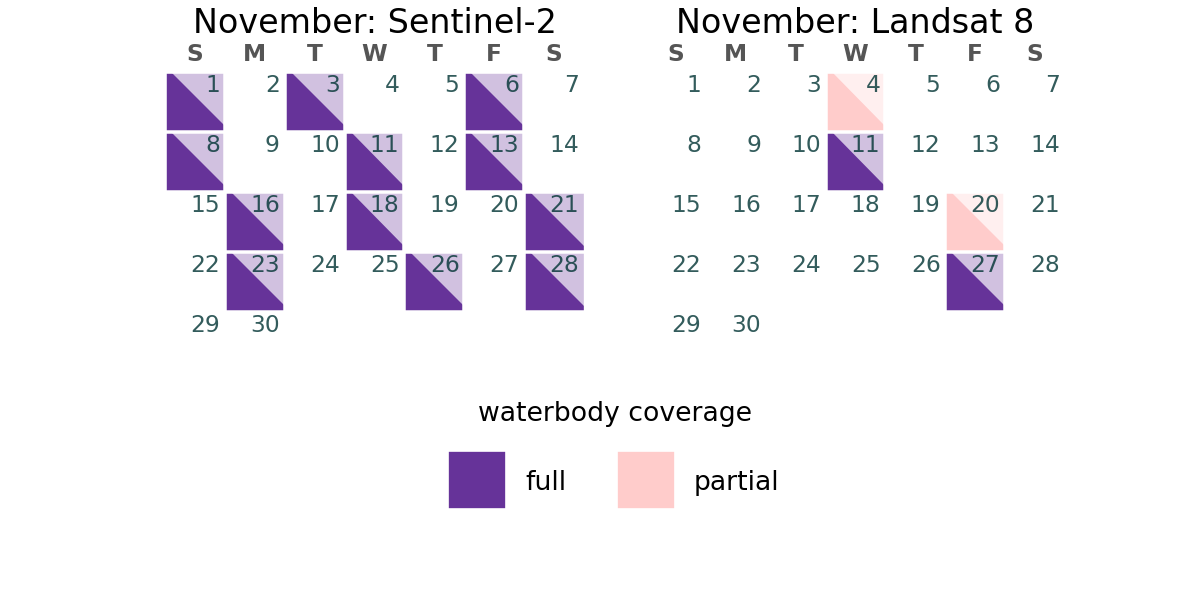 November: Sentinel-2
S M T W T F S
1 2 3 4 5 6 7
8 9 10 11 12 13 14
15 16 17 18 19 20 21
22 23 24 25 26 27 28
29 30
November: Landsat 8
S M T W T F S
1 2 3 4 5 6 7
8 9 10 11 12 13 14
15 16 17 18 19 20 21
22 23 24 25 26 27 28
29 30
waterbody coverage
full partial